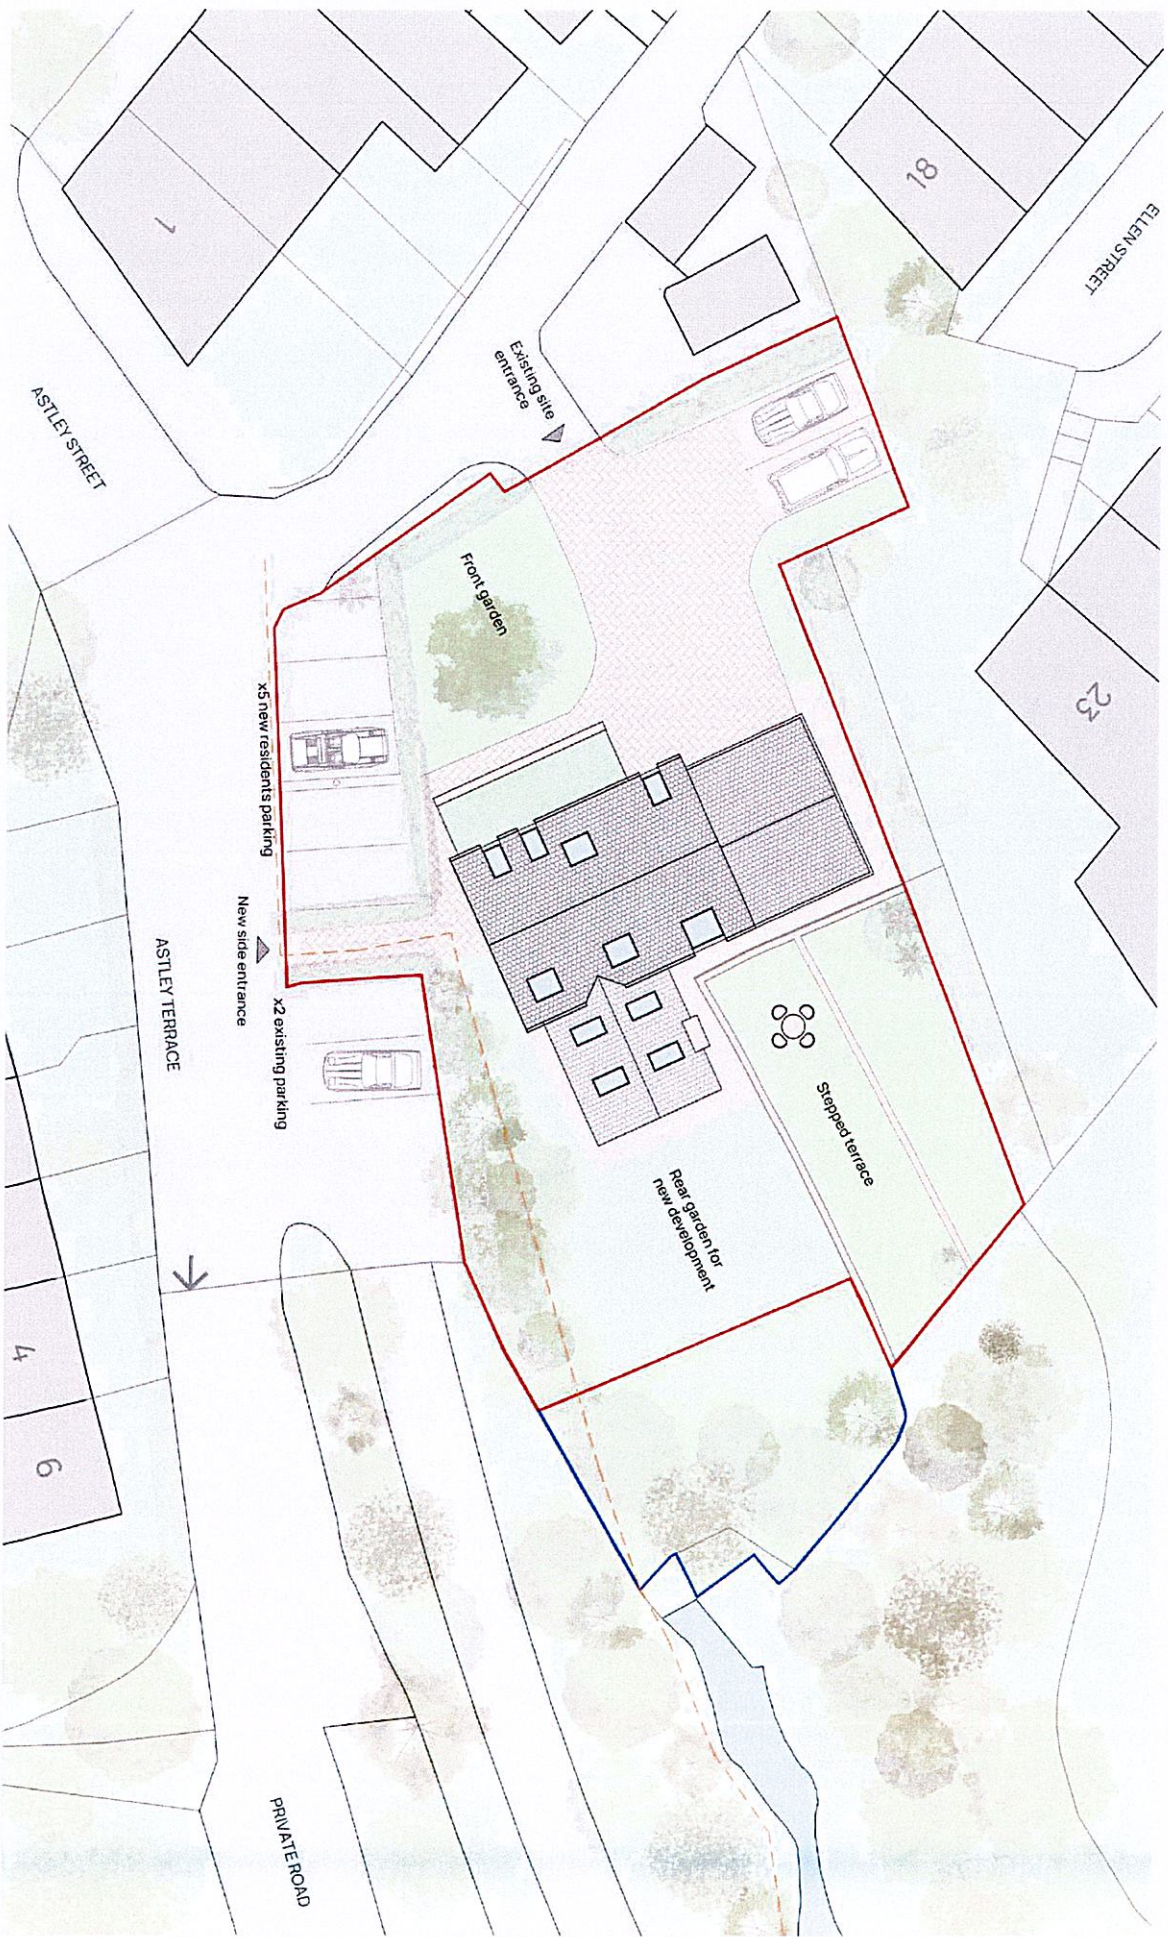 18
ELLEN STREET
1
Existing site
entrance
ASTLEY STREET
Front garden
23
x5 new residents parking
New side entrance
ASTLEY TERRACE
x2 existing parking
Stepped terrace
Rear garden for
new development
4
6
PRIVATE ROAD